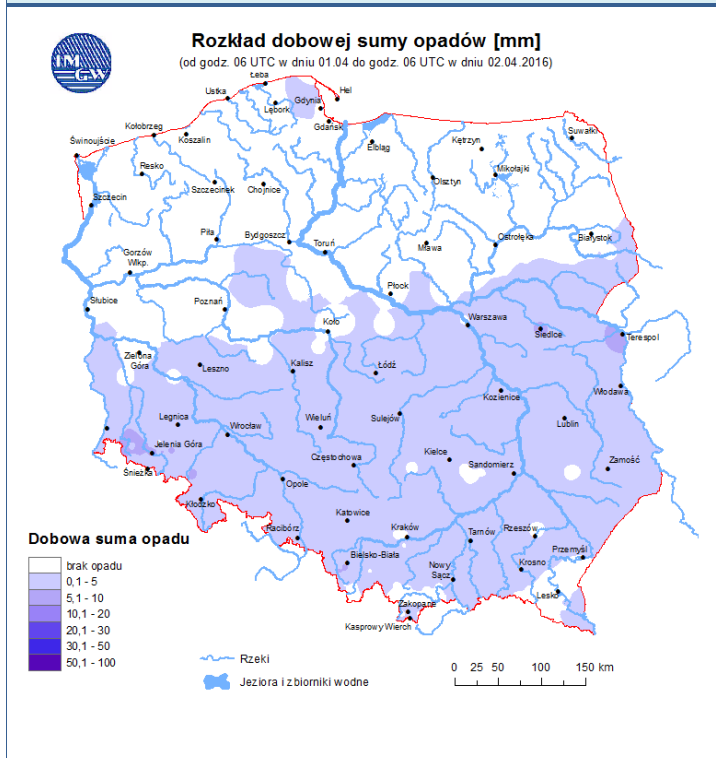 IM
GW
Rozkład dobowej sumy opadów [mm]
(od godz. 06 UTC w dniu 01.04 do godz. 06 UTC w dniu 02.04.2016)
Łeba
Hel
Ustka
Gdynia
Lębork
Gdańsk
Kołobrzeg
Koszalin
Suwałki
Świnoujście
Elbląg
Kętrzyn
Resko
Mikołajki
Szczecinek
Chojnice
Olsztyn
Szczecin
Piła
Bydgoszcz
Toruń
Mława
Ostrołęka
Białystok
Gorzów
Wlkp.
Płock
Słubice
Poznań
Koło
Warszawa
Siedlce
Terespol
Zielona
Góra
Leszno
Kalisz
Łódź
Kozienice
Włodawa
Legnica
Wrocław
Wieluń
Sulejów
Lublin
Jelenia Góra
Częstochowa
Kielce
Sandomierz
Zamość
Śnieżka
Opole
Kłodzko
Katowice
Racibórz
Kraków
Tarnów
Rzeszów
Przemyśl
Bielsko-Biała
Nowy
Sącz
Krosno
Lesko
Zakopane
Kasprowy Wierch
Dobowa suma opadu
brak opadu
0,1 - 5
5,1 - 10
10,1 - 20
20,1 - 30
30,1 - 50
50,1 - 100
Rzeki
Jeziora i zbiorniki wodne
0 25 50 100 150 km